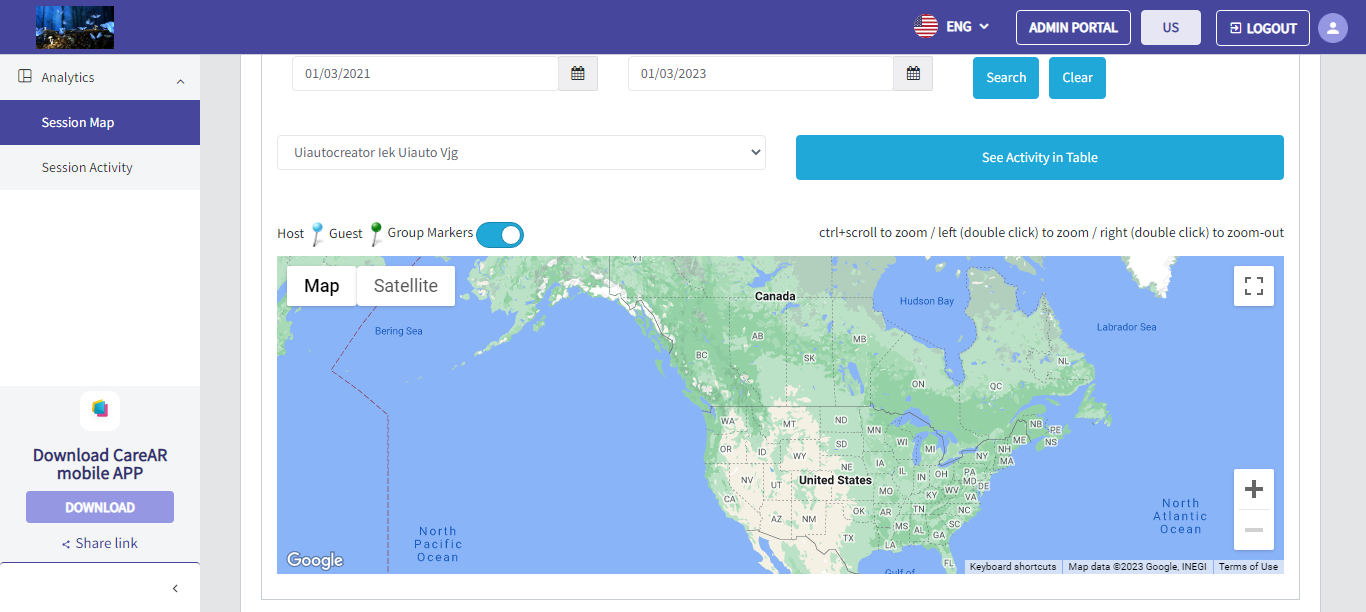 ENG
ADMIN PORTAL
US
LOGOUT
Analytics
Session Map
Session Activity
Download CareAR
mobile APP
DOWNLOAD
Share link
01/03/2021
01/03/2023
Search
Clear
Uiautocreator Iek Uiauto Vjg
See Activity in Table
Host
Guest
Group Markers
ctrl+scroll to zoom / left (double click) to zoom / right (double click) to zoom-out
Map
Satellite
YT
Canada
Hudson Bay
Bering Sea
Labrador Sea
AB
MB
BC
SK
NL
ON
QC
WA
MT
ND
MN
NB
PE
OR
ID
WY
SD
WI
MI
ME
NS
NH
NY
MA
NE
IA
IL
IN
OH
PA
NV
UT
United States
MD
DE
CA
MO
KY
WV
VA
AZ
NM
OK
AR
TN
NC
MS
AL
SC
GA
TX
LA
FL
Gulf of
North
Pacific
Ocean
North
Atlantic
Ocean
Google
Keyboard shortcuts
Map data ©2023 Google, INEGI
Terms of Use